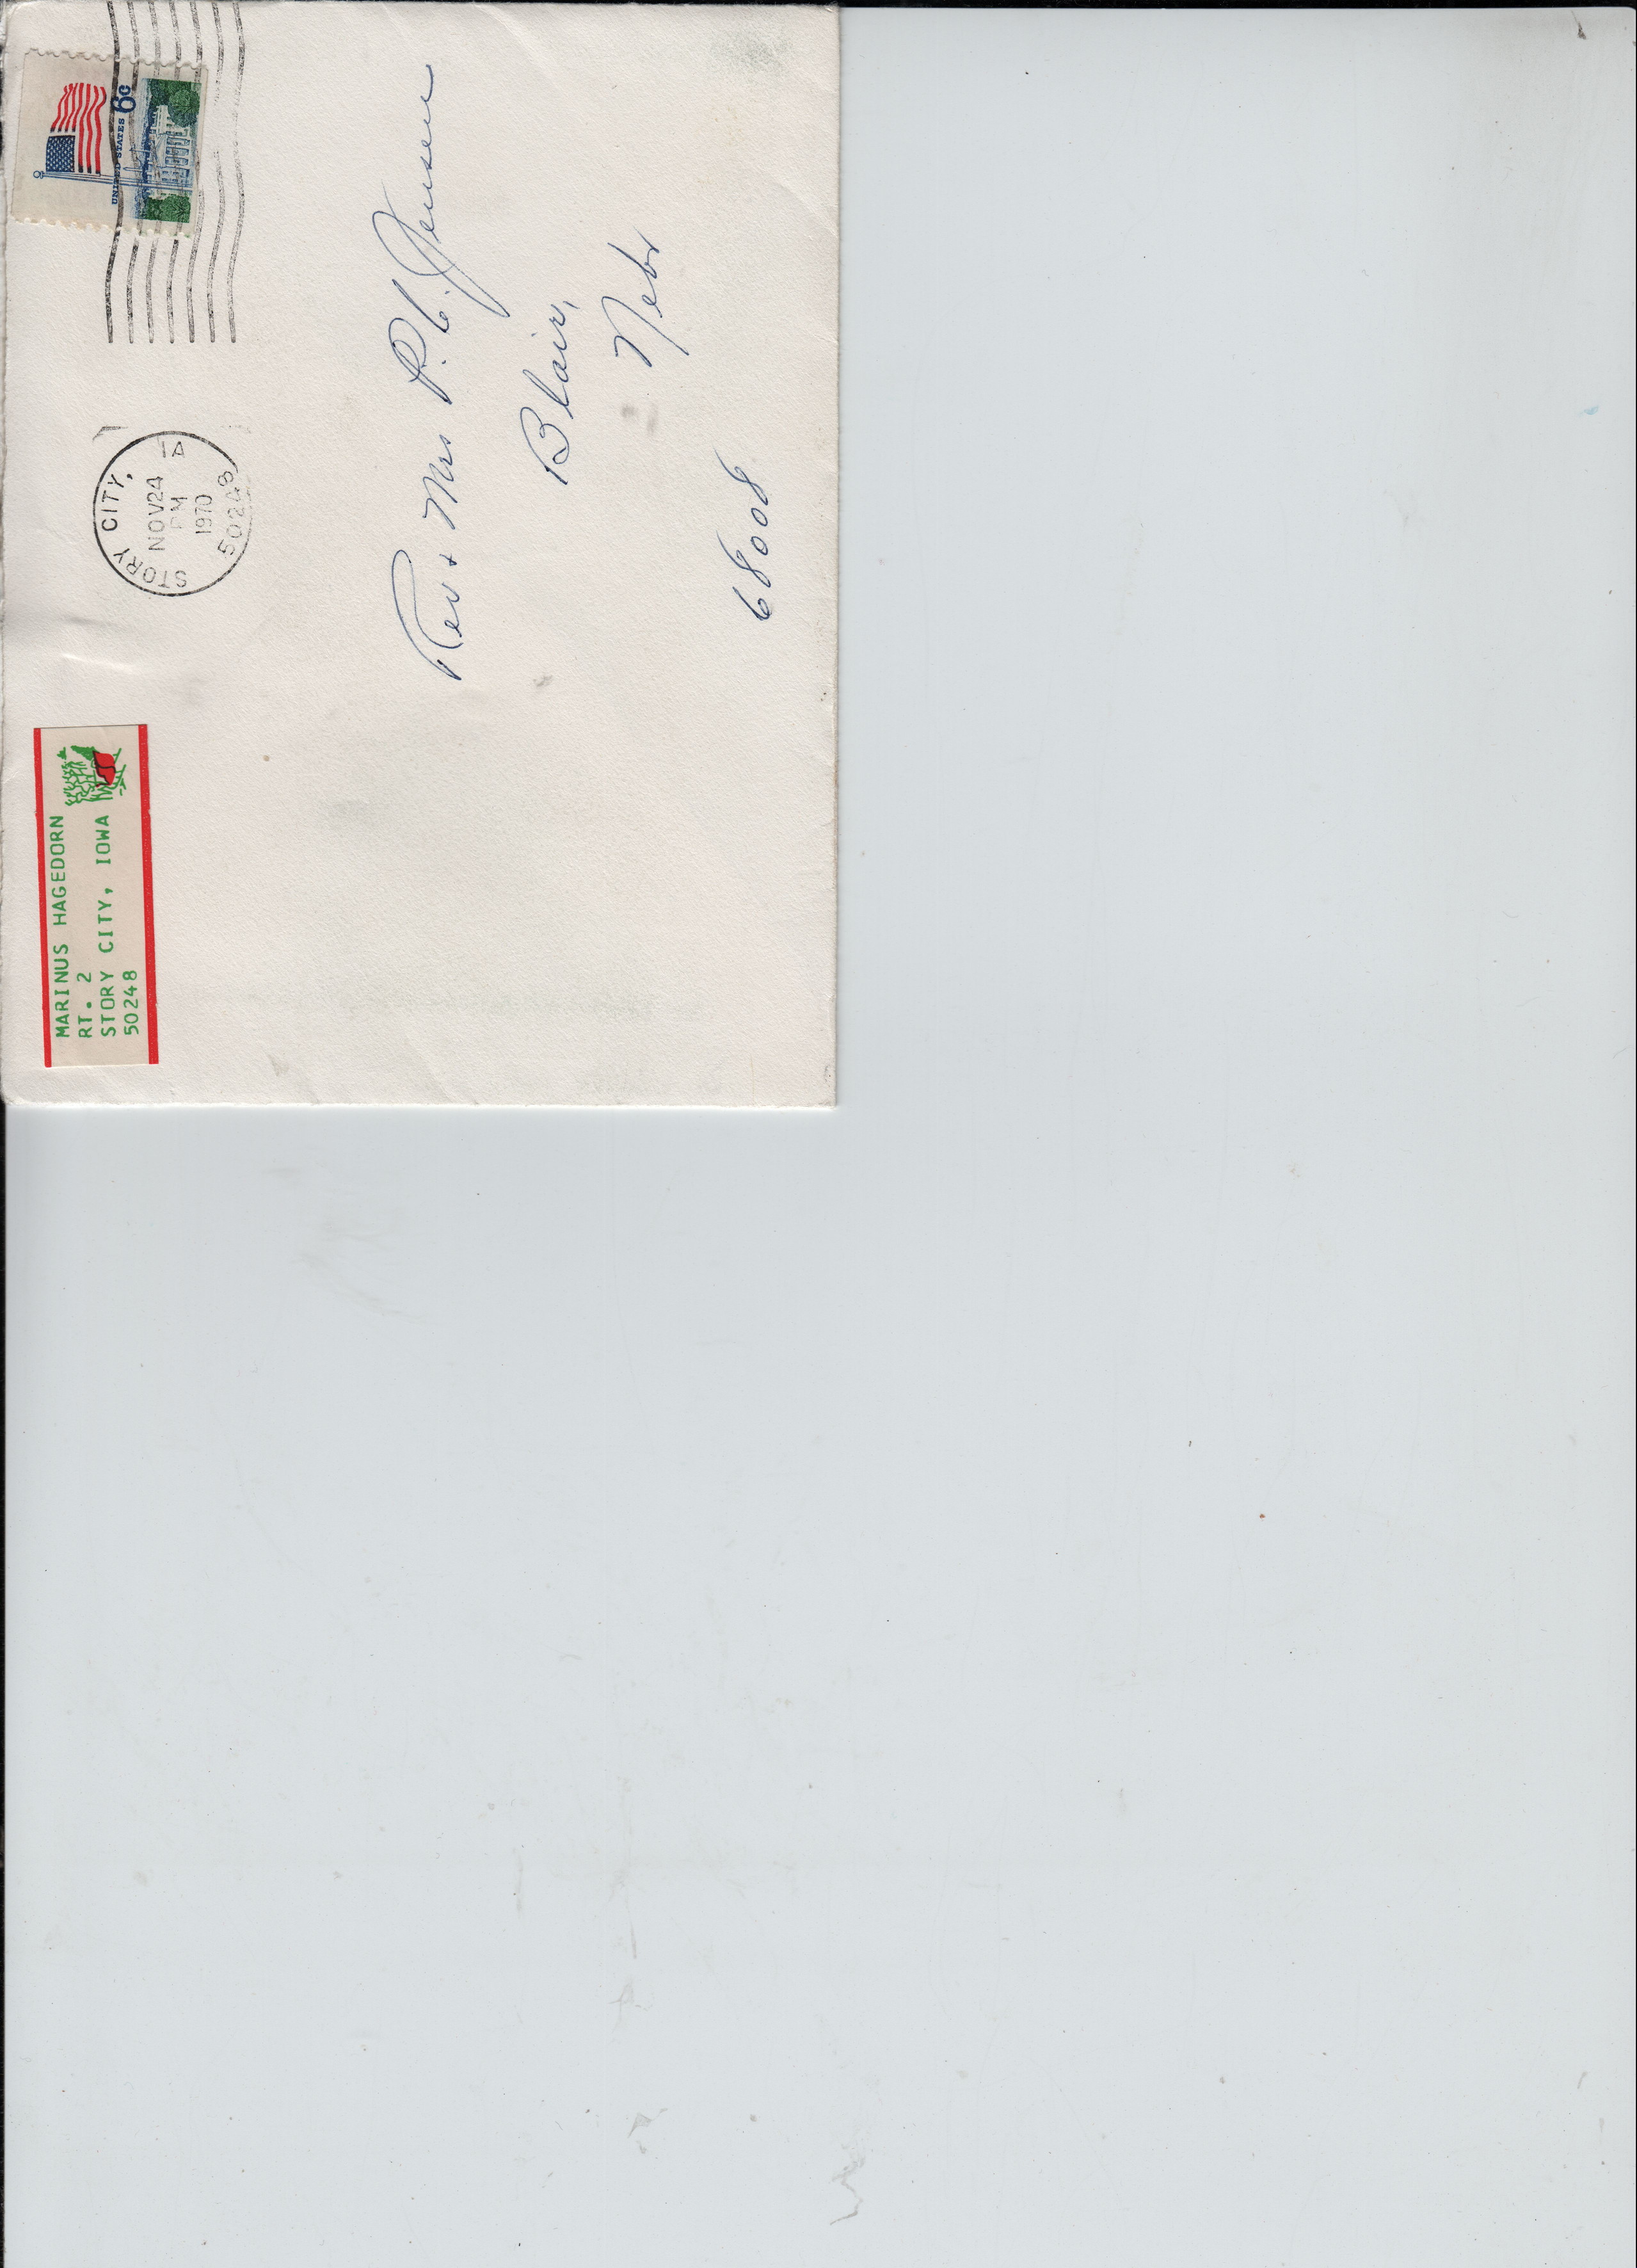 MARINUS HAGEDORN
RT. 2
STORY CITY, IOWA
50248
STORY CITY, IA
NOV 24
PM
1970
50248
UNITED STATES 6c
Rev + Mrs P. C. Jensen
Blair,
Nebr
68008